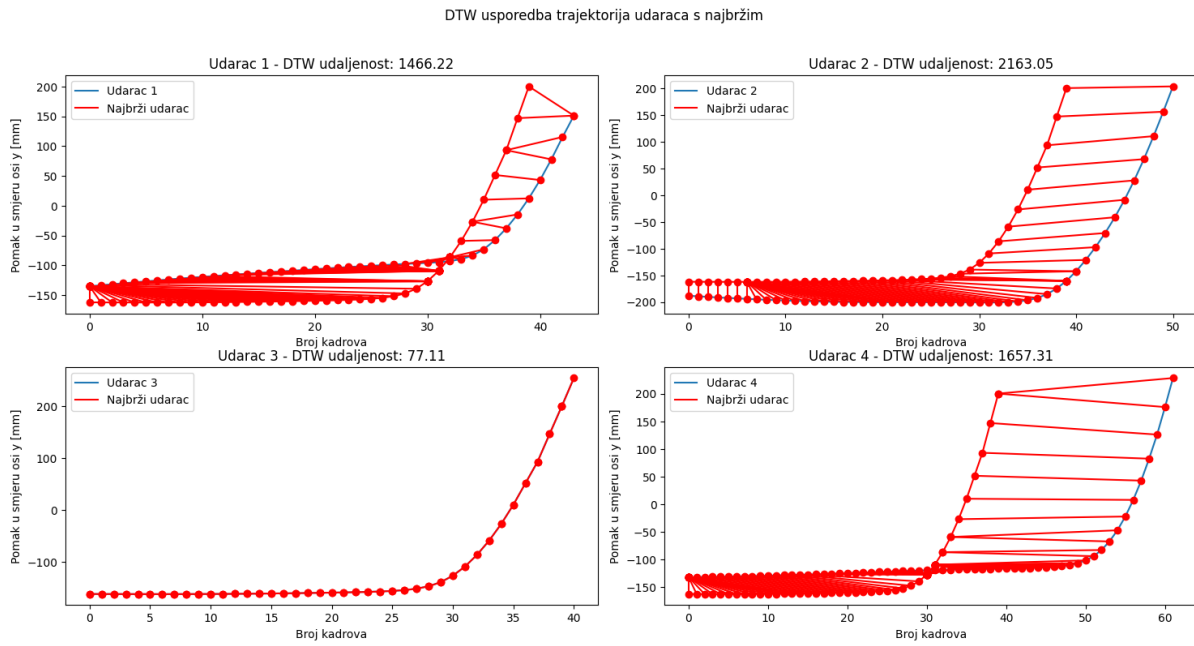 DTW usporedba trajektorija udaraca s najbržim
Udarac 1 - DTW udaljenost: 1466.22
Udarac 1
Najbrži udarac
Pomak u smjeru osi y [mm]
200
150
100
50
0
−50
−100
−150
0 10 20 30 40
Broj kadrova
Udarac 2 - DTW udaljenost: 2163.05
Udarac 2
Najbrži udarac
Pomak u smjeru osi y [mm]
200
150
100
50
0
−50
−100
−150
−200
0 10 20 30 40 50
Broj kadrova
Udarac 3 - DTW udaljenost: 77.11
Udarac 3
Najbrži udarac
Pomak u smjeru osi y [mm]
200
100
0
−100
0 5 10 15 20 25 30 35 40
Broj kadrova
Udarac 4 - DTW udaljenost: 1657.31
Udarac 4
Najbrži udarac
Pomak u smjeru osi y [mm]
200
150
100
50
0
−50
−100
−150
0 10 20 30 40 50 60
Broj kadrova